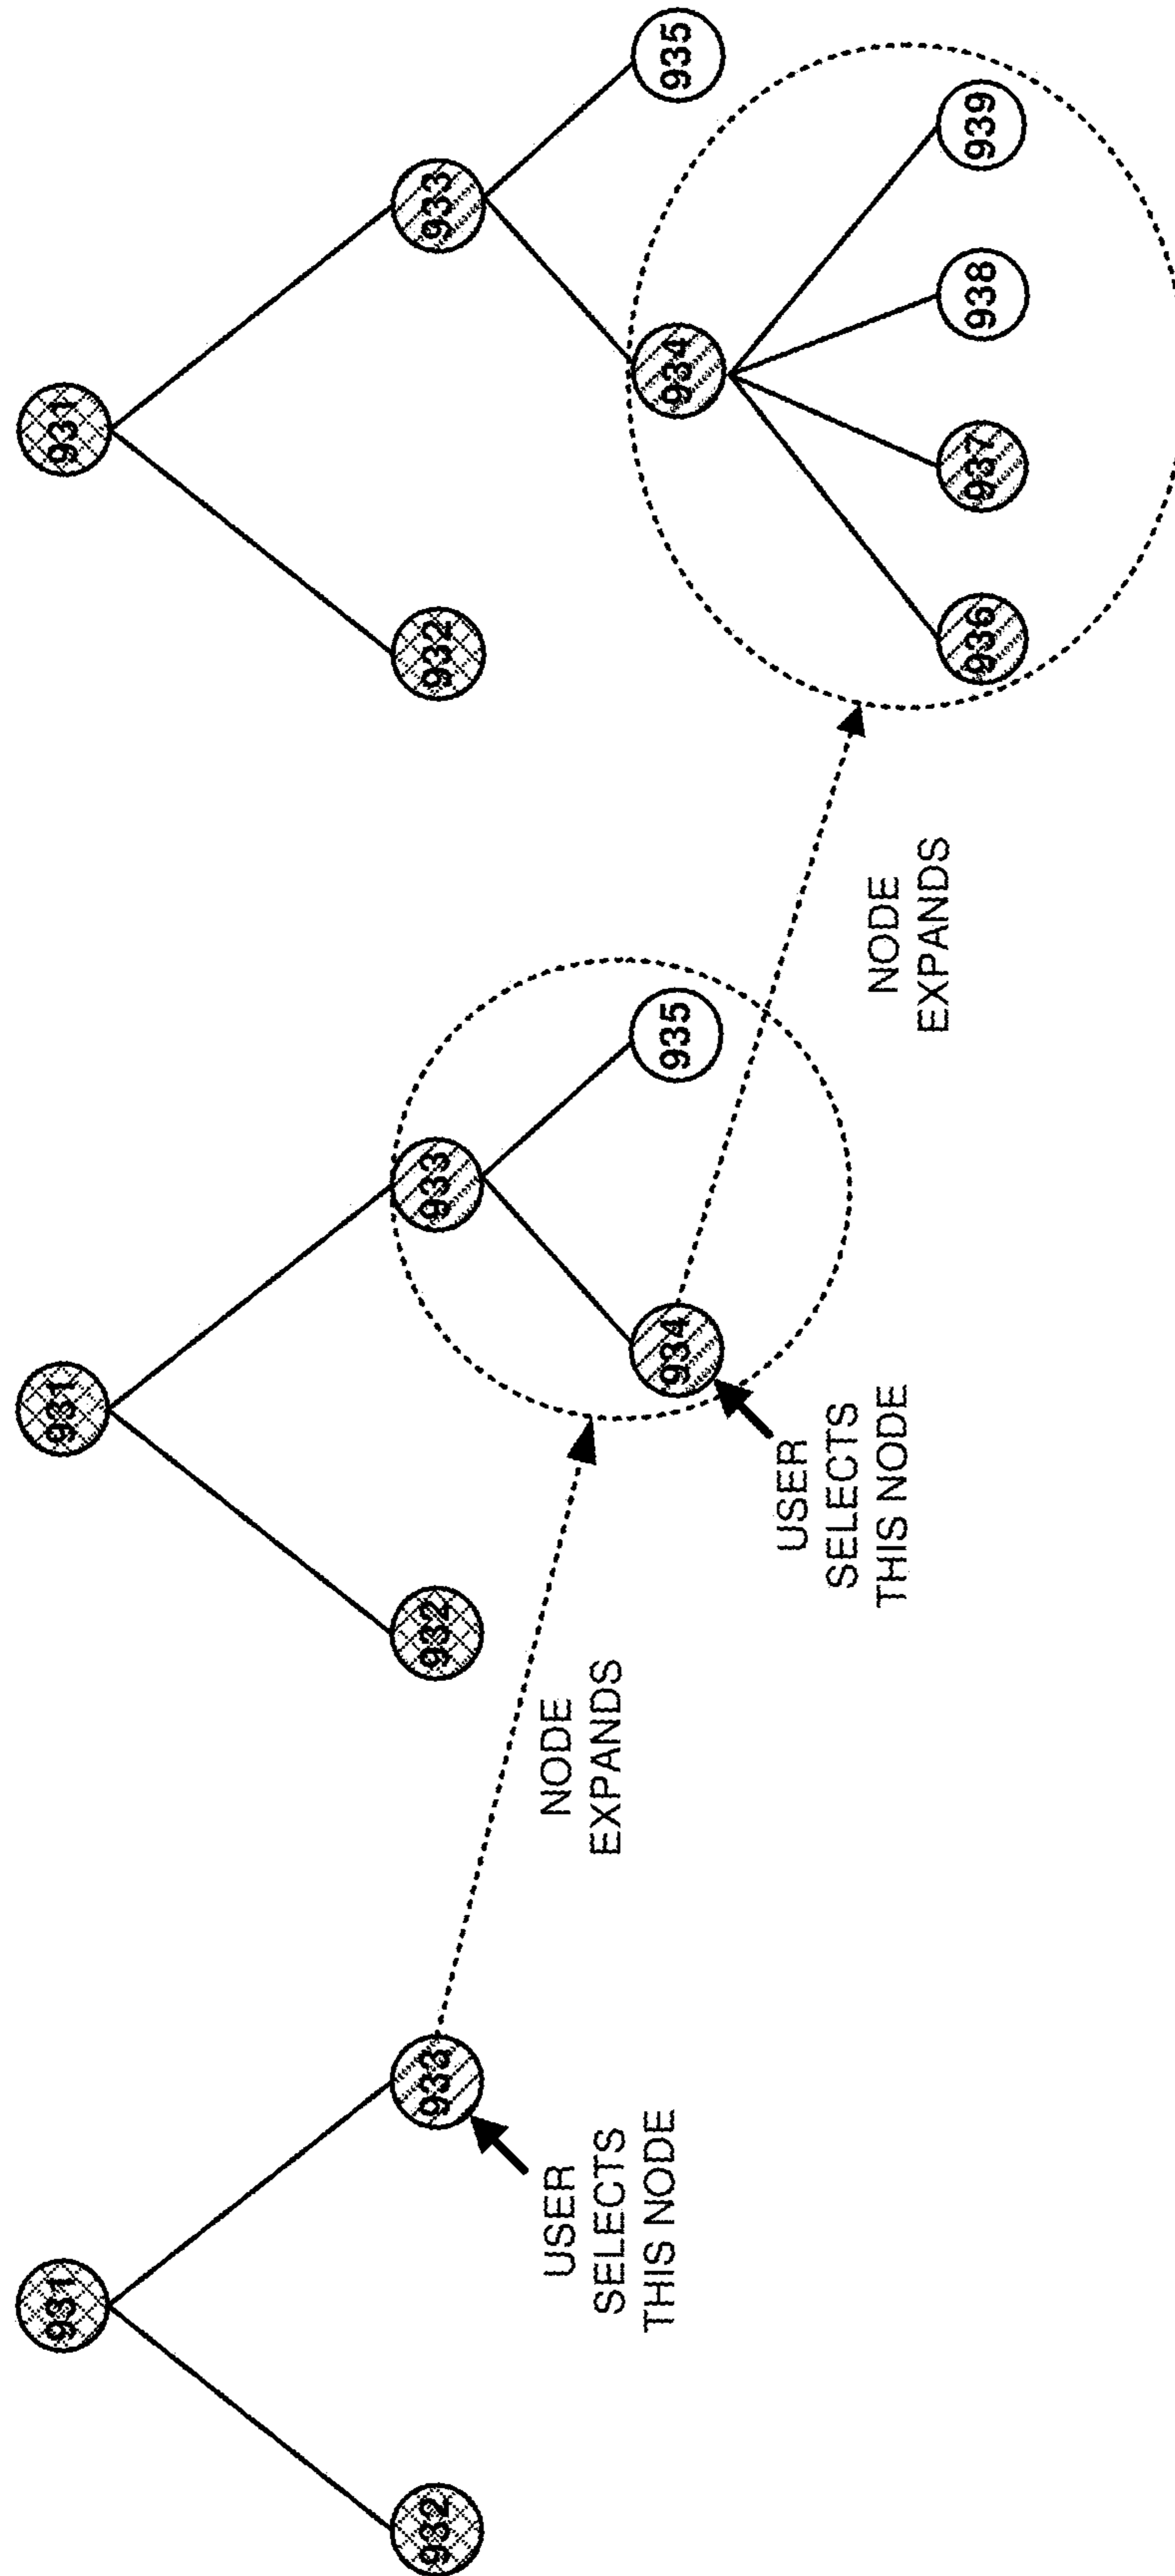 931
932
933
USER
SELECTS
THIS NODE
NODE
EXPANDS
931
932
933
934
935
USER
SELECTS
THIS NODE
NODE
EXPANDS
931
932
933
934
935
936
937
938
939